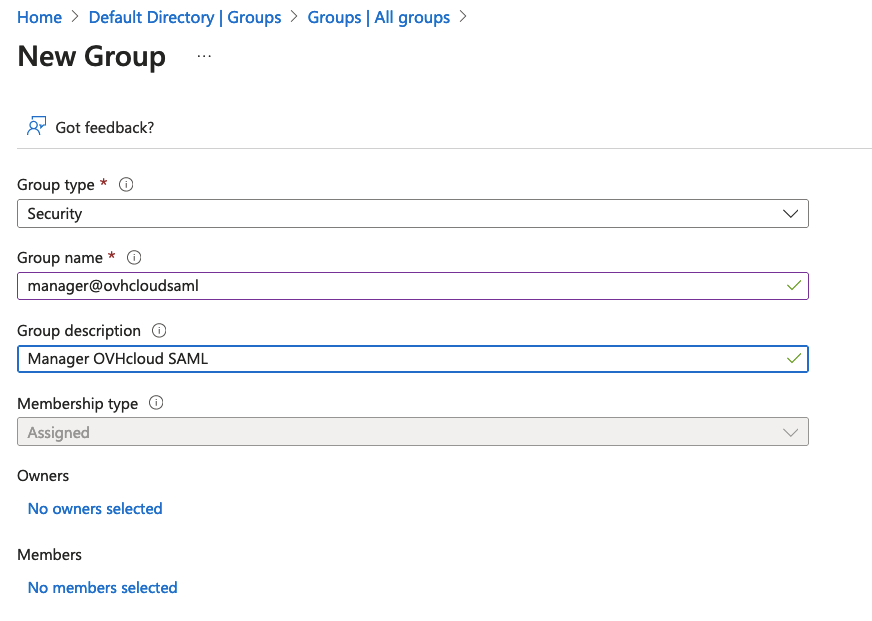 Home > Default Directory | Groups > Groups | All groups >
New Group ...
Got feedback?
Group type *
Security
Group name *
manager@ovhcloudsaml
Group description
Manager OVHcloud SAML
Membership type
Assigned
Owners
No owners selected
Members
No members selected